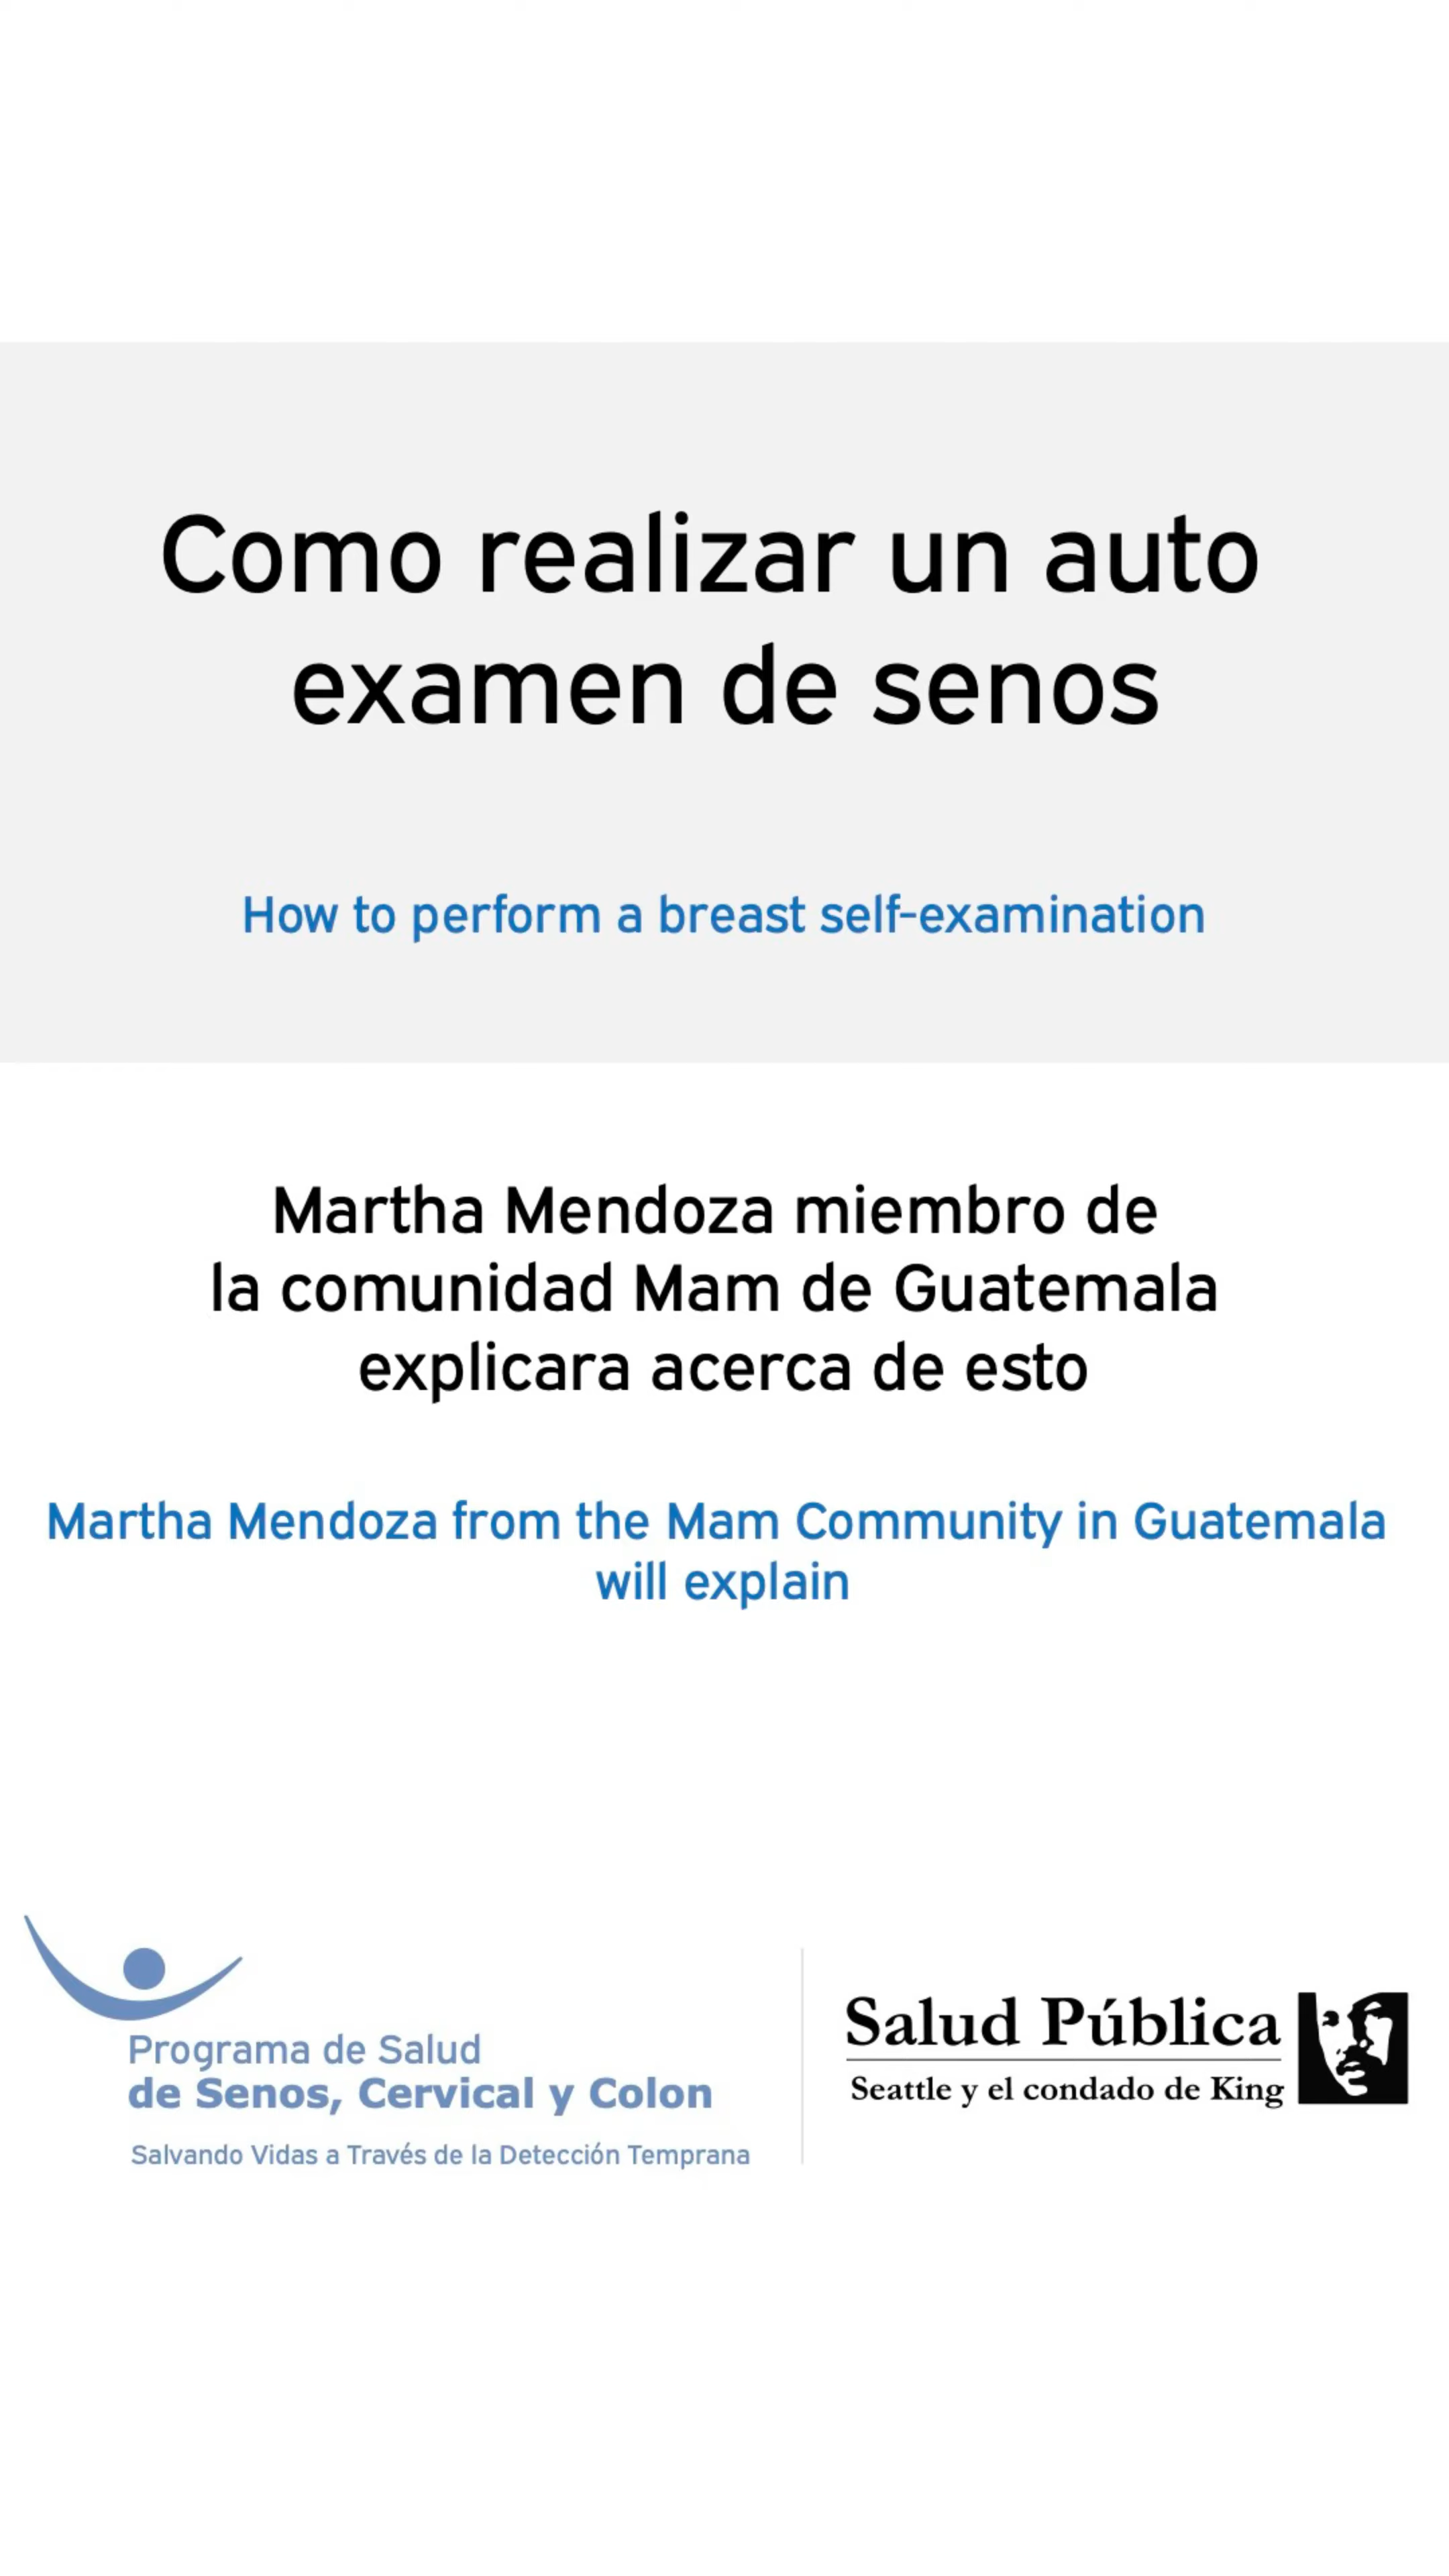 Como realizar un auto
examen de senos
How to perform a breast self-examination
Martha Mendoza miembro de
la comunidad Mam de Guatemala
explicara acerca de esto
Martha Mendoza from the Mam Community in Guatemala
will explain
Programa de Salud
de Senos, Cervical y Colon
Salvando Vidas a Través de la Detección Temprana
Salud Pública
Seattle y el condado de King